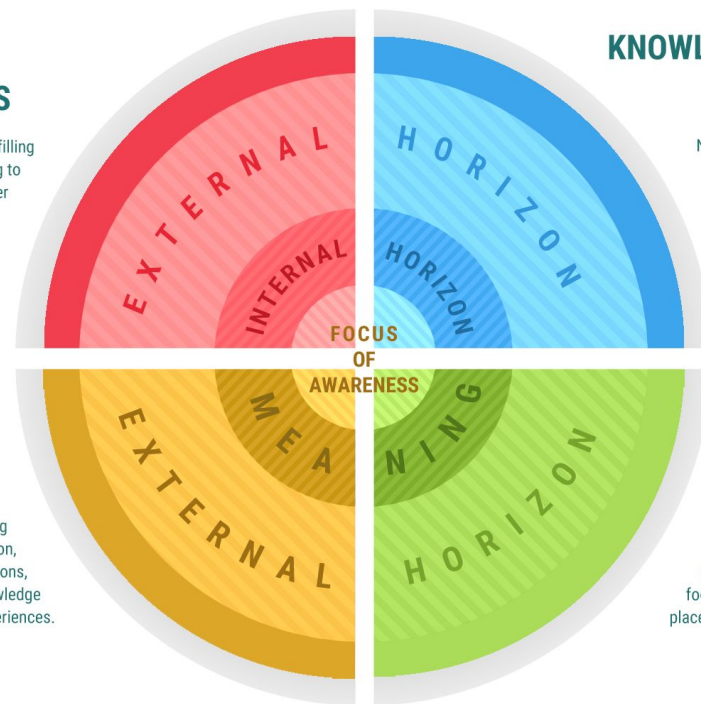 KNOWL
S
filling
g to
er
N
EXTERNAL HORIZON
INTERNAL HORIZON
FOCUS
OF
AWARENESS
MEANING
EXTERNAL HORIZON
g
on,
ons,
wledge
eriences.
foc
place